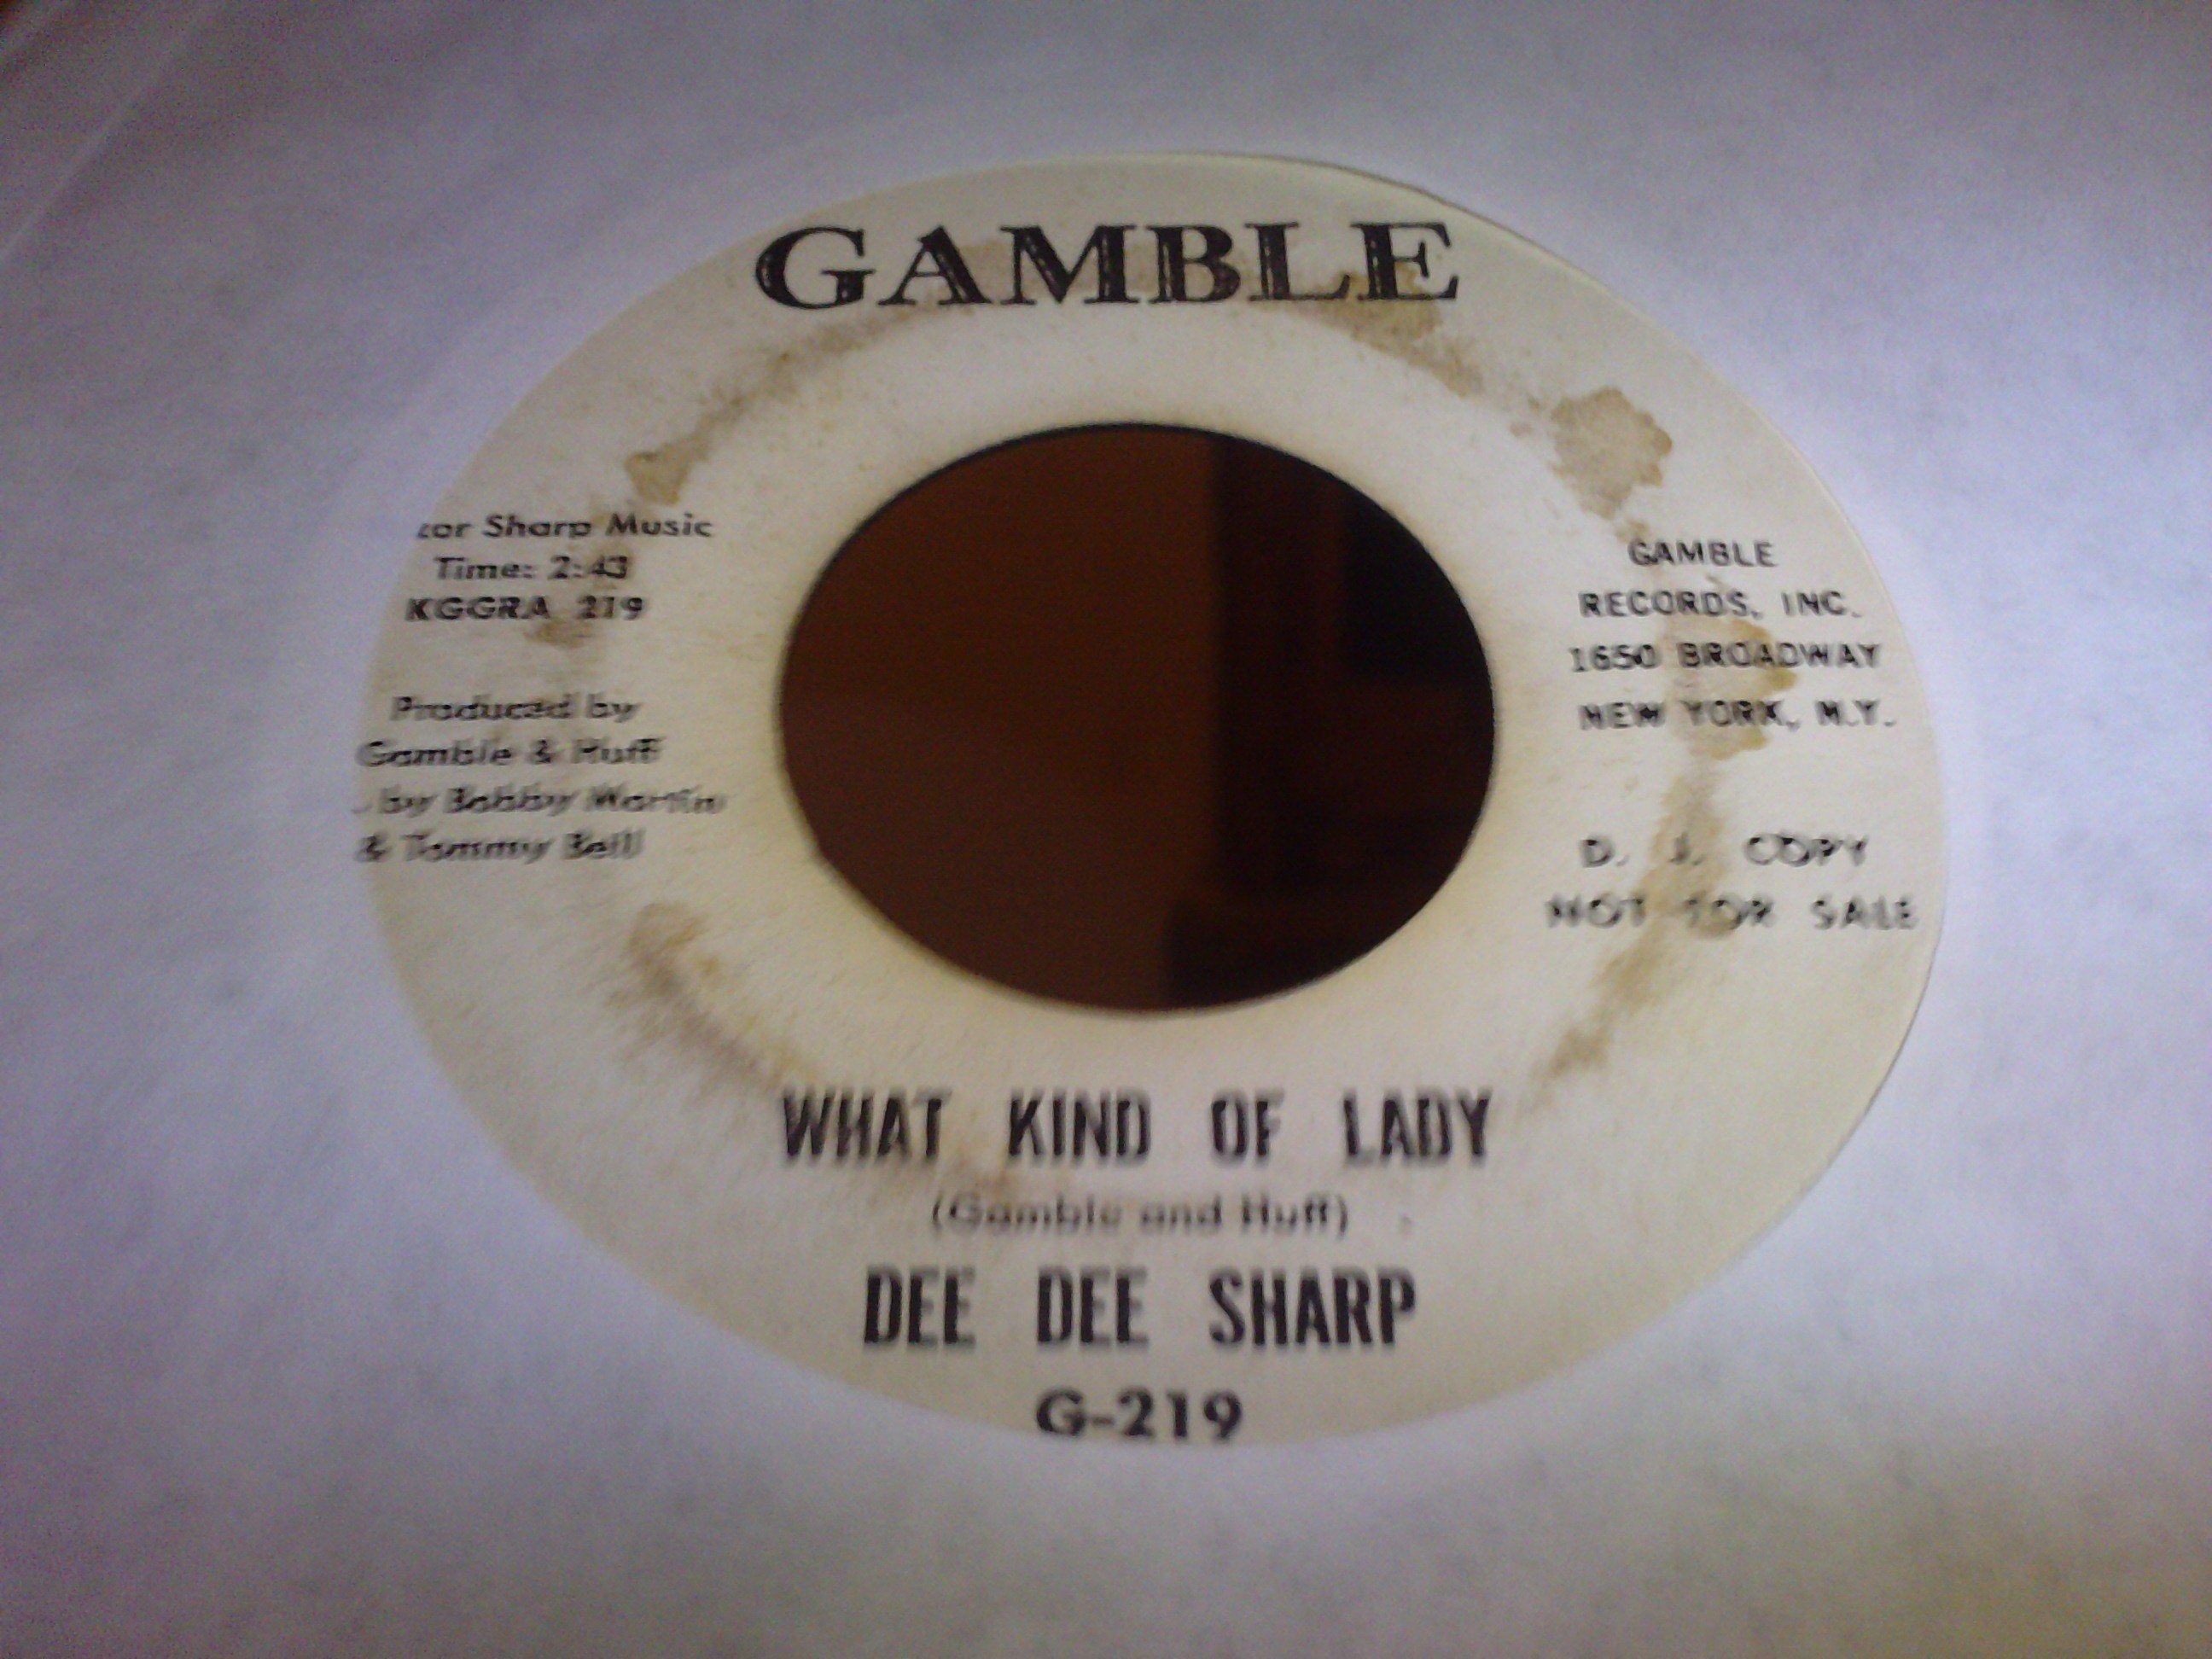 GAMBLE
zor Sharp Music
Time: 2:43
KGGRA 219
Produced by
Gamble & Huff
. by Bobby Martin
& Tommy Bell
GAMBLE
RECORDS, INC.
1650 BROADWAY
NEW YORK, N.Y.
D. J. COPY
NOT FOR SALE
WHAT KIND OF LADY
(Gamble and Huff)
DEE DEE SHARP
G-219